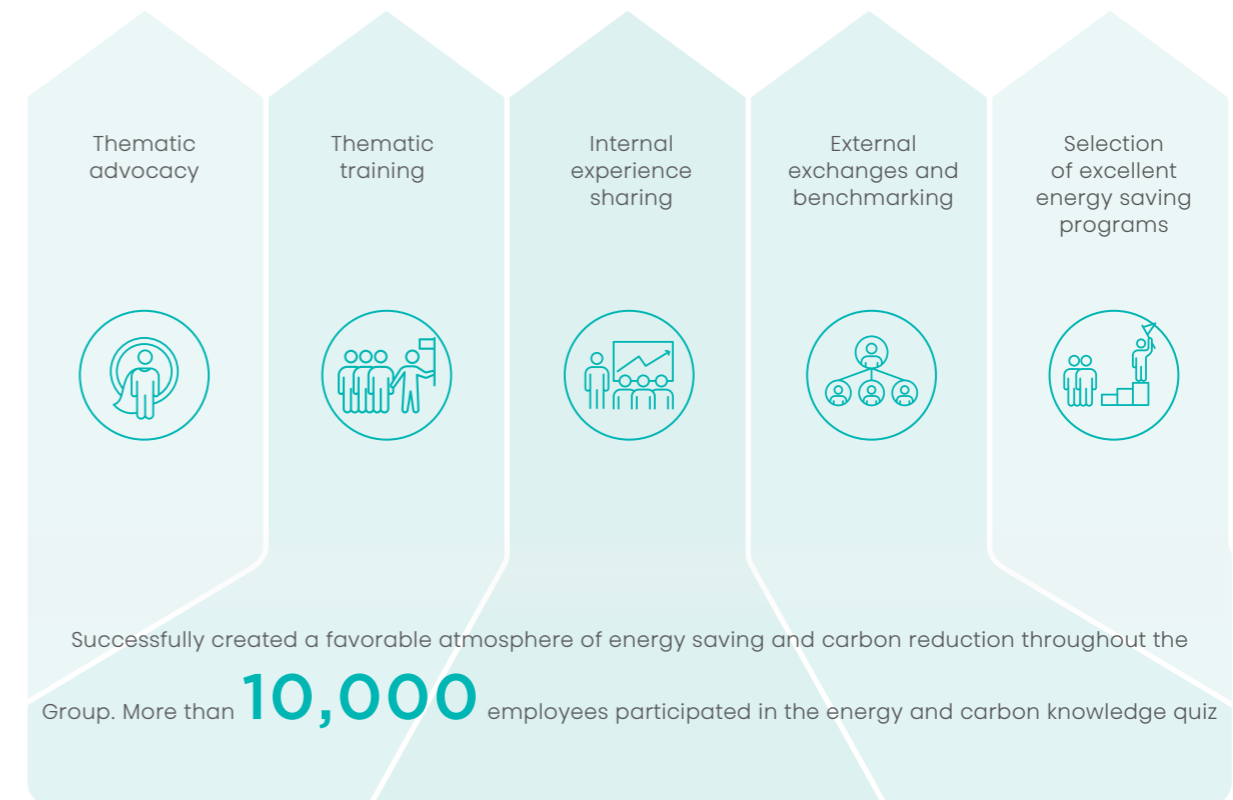 Thematic
advocacy
Thematic
training
Internal
experience
sharing
External
exchanges and
benchmarking
Selection
of excellent
energy saving
programs
Successfully created a favorable atmosphere of energy saving and carbon reduction throughout the
Group. More than 10,000 employees participated in the energy and carbon knowledge quiz